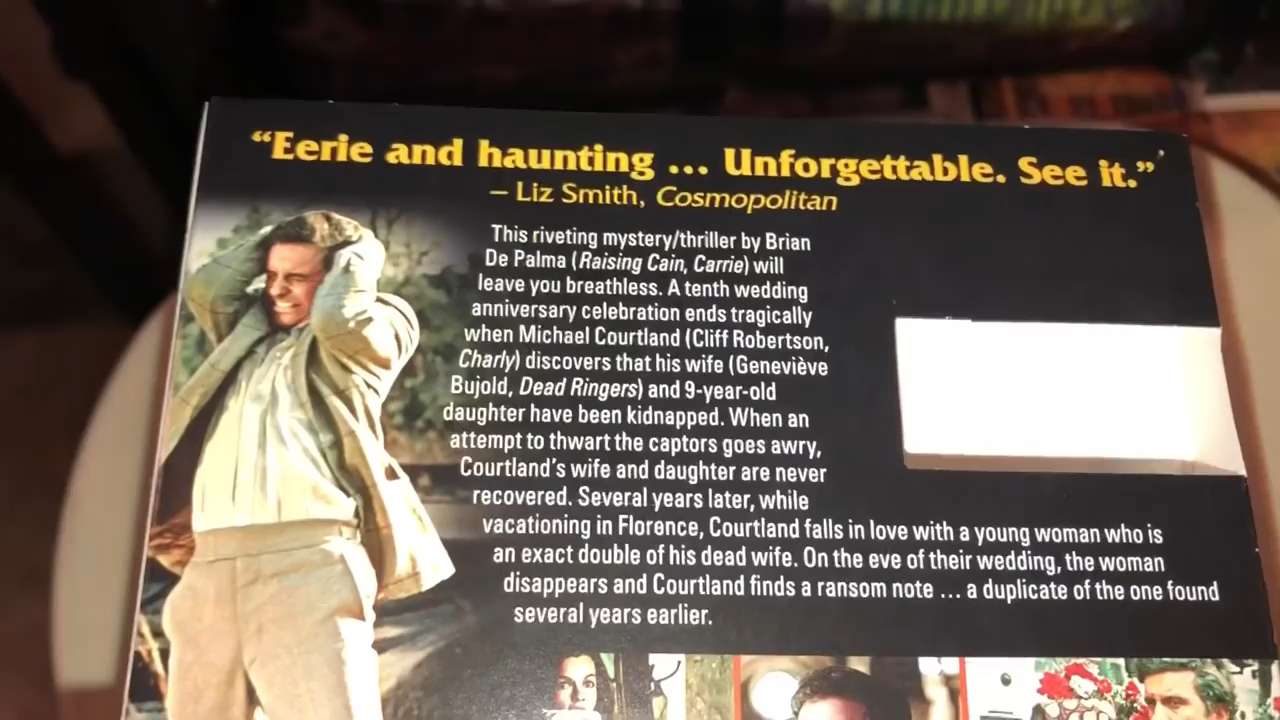 “Eerie and haunting ... Unforgettable. See it.”
– Liz Smith, Cosmopolitan
This riveting mystery/thriller by Brian
De Palma (Raising Cain, Carrie) will
leave you breathless. A tenth wedding
anniversary celebration ends tragically
when Michael Courtland (Cliff Robertson,
Charly) discovers that his wife (Geneviève
Bujold, Dead Ringers) and 9-year-old
daughter have been kidnapped. When an
attempt to thwart the captors goes awry,
Courtland's wife and daughter are never
recovered. Several years later, while
vacationing in Florence, Courtland falls in love with a young woman who is
an exact double of his dead wife. On the eve of their wedding, the woman
disappears and Courtland finds a ransom note ... a duplicate of the one found
several years earlier.